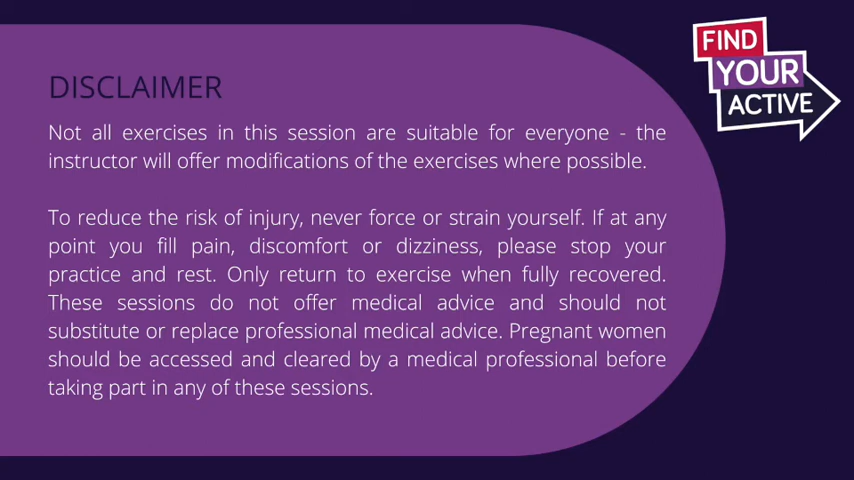 DISCLAIMER
Not all exercises in this session are suitable for everyone - the
instructor will offer modifications of the exercises where possible.
To reduce the risk of injury, never force or strain yourself. If at any
point you fill pain, discomfort or dizziness, please stop your
practice and rest. Only return to exercise when fully recovered.
These sessions do not offer medical advice and should not
substitute or replace professional medical advice. Pregnant women
should be accessed and cleared by a medical professional before
taking part in any of these sessions.
FIND
YOUR
ACTIVE